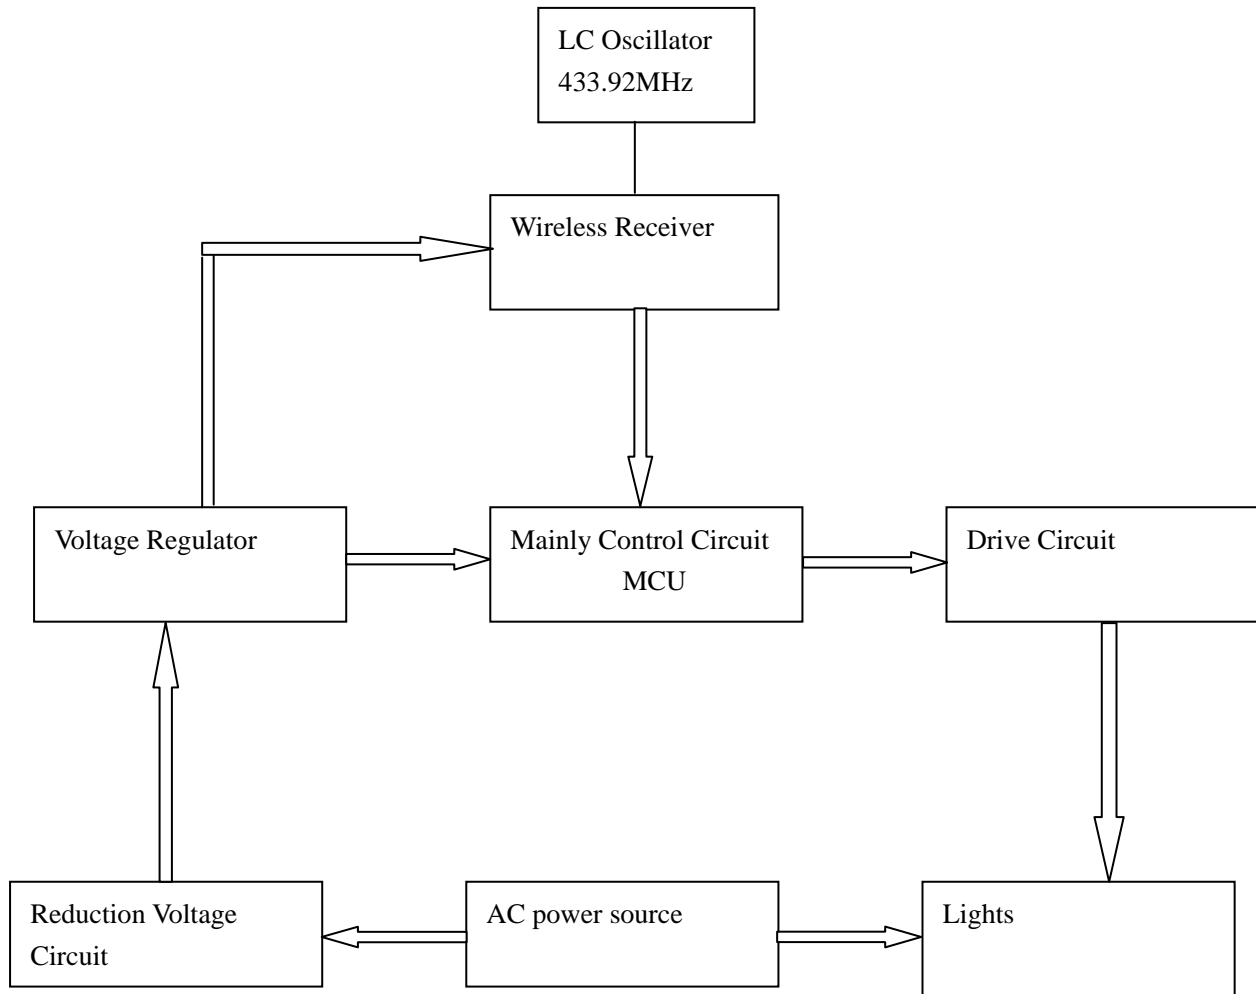 LC Oscillator
433.92MHz
Wireless Receiver
Voltage Regulator
Mainly Control Circuit
MCU
Drive Circuit
Reduction Voltage
Circuit
AC power source
Lights